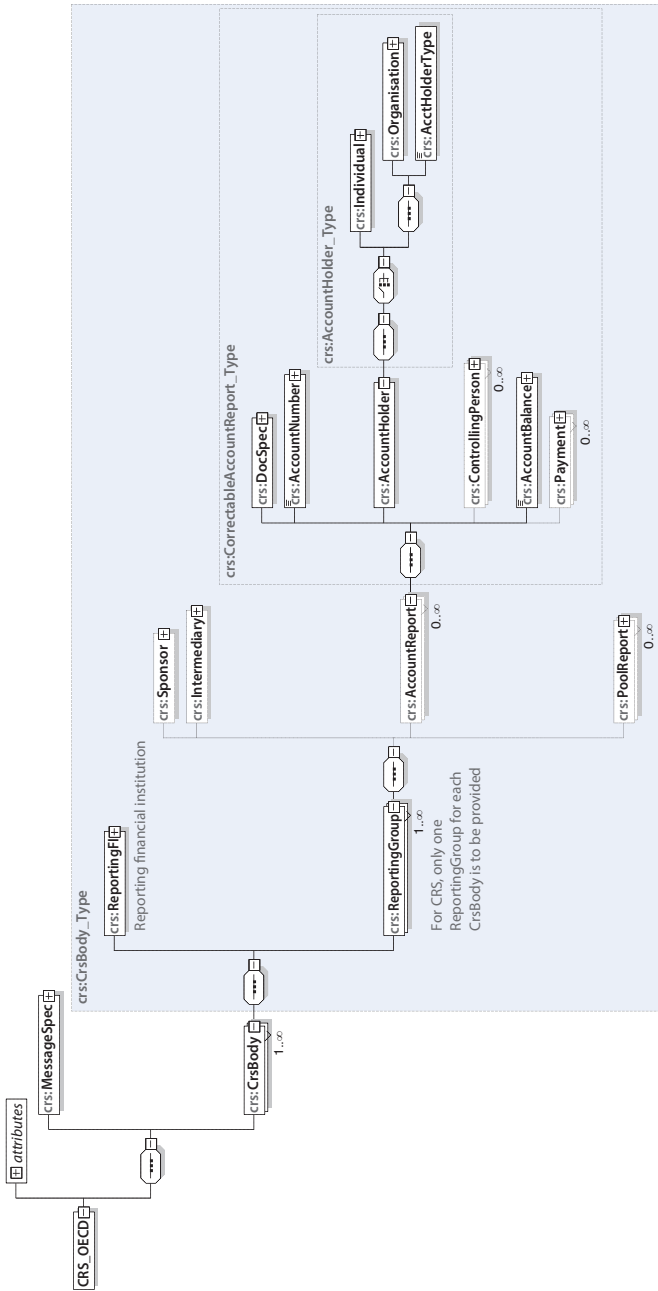 CRS_OECD
attributes
crs:MessageSpec
crs:CrsBody
1..∞
crs:CrsBody_Type
crs:ReportingFI
Reporting financial institution
crs:ReportingGroup
1..∞
For CRS, only one
ReportingGroup for each
CrsBody is to be provided
crs:Sponsor
crs:Intermediary
crs:AccountReport
0..∞
crs:PoolReport
0..∞
crs:CorrectableAccountReport_Type
crs:DocSpec
crs:AccountNumber
crs:AccountHolder
crs:ControllingPerson
0..∞
crs:AccountBalance
crs:Payment
0..∞
crs:AccountHolder_Type
crs:Individual
crs:Organisation
crs:AcctHolderType